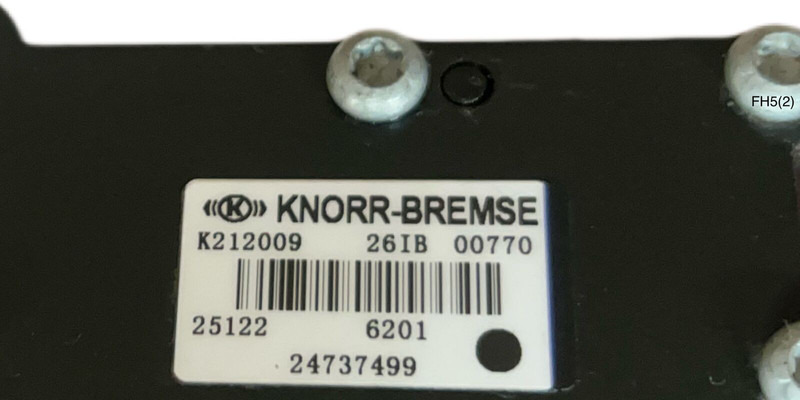 FH5(2)
K KNORR-BREMSE
K212009 26IB 00770
25122 6201
24737499